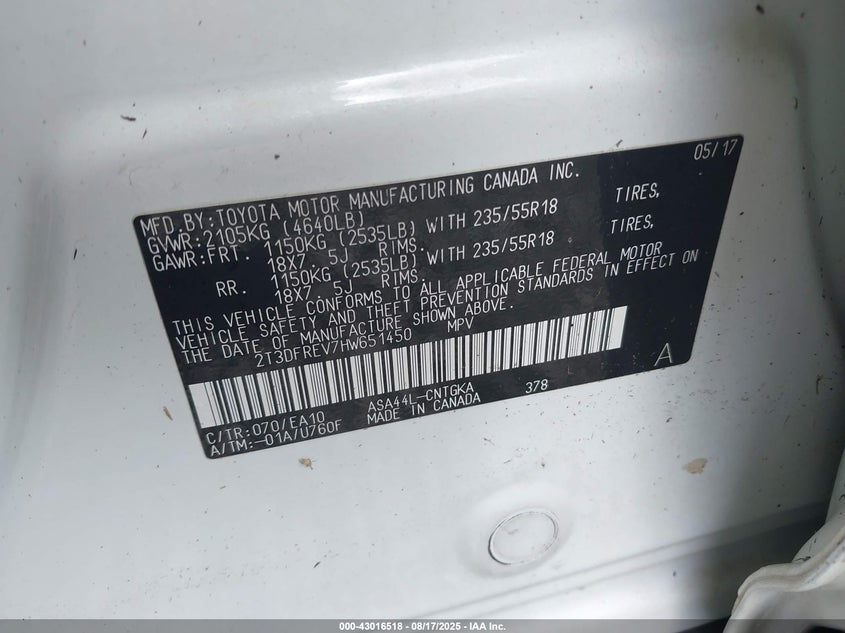 05/17
MFD.BY:TOYOTA MOTOR MANUFACTURING CANADA INC.
GVWR:2105KG (4640LB)
GAWR:FRT. 1150KG (2535LB) WITH 235/55R18 TIRES,
18X7 5J RIMS.
RR. 1150KG (2535LB) WITH 235/55R18 TIRES,
18X7 5J RIMS.
THIS VEHICLE CONFORMS TO ALL APPLICABLE FEDERAL MOTOR
VEHICLE SAFETY AND THEFT PREVENTION STANDARDS IN EFFECT ON
THE DATE OF MANUFACTURE SHOWN ABOVE.
2T3DFREV7HW651450 MPV
A
C/TR:070/EA10 ASA44L-CNTGKA 378
A/TM:-01A/U760F MADE IN CANADA
000-43016518 - 08/17/2025 - IAA Inc.